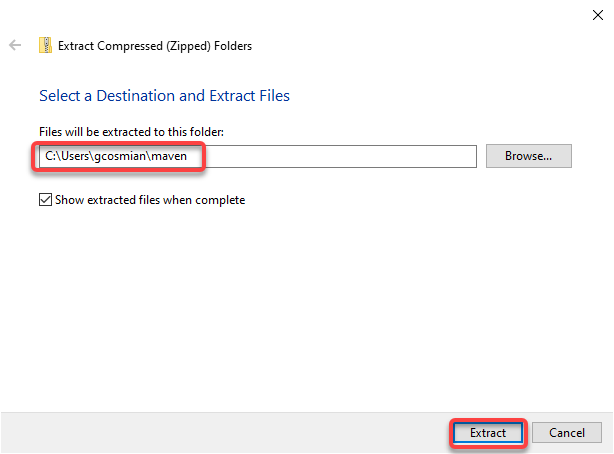 Extract Compressed (Zipped) Folders
Select a Destination and Extract Files
Files will be extracted to this folder:
C:\Users\gcosmian\maven
Browse...
Show extracted files when complete
Extract
Cancel